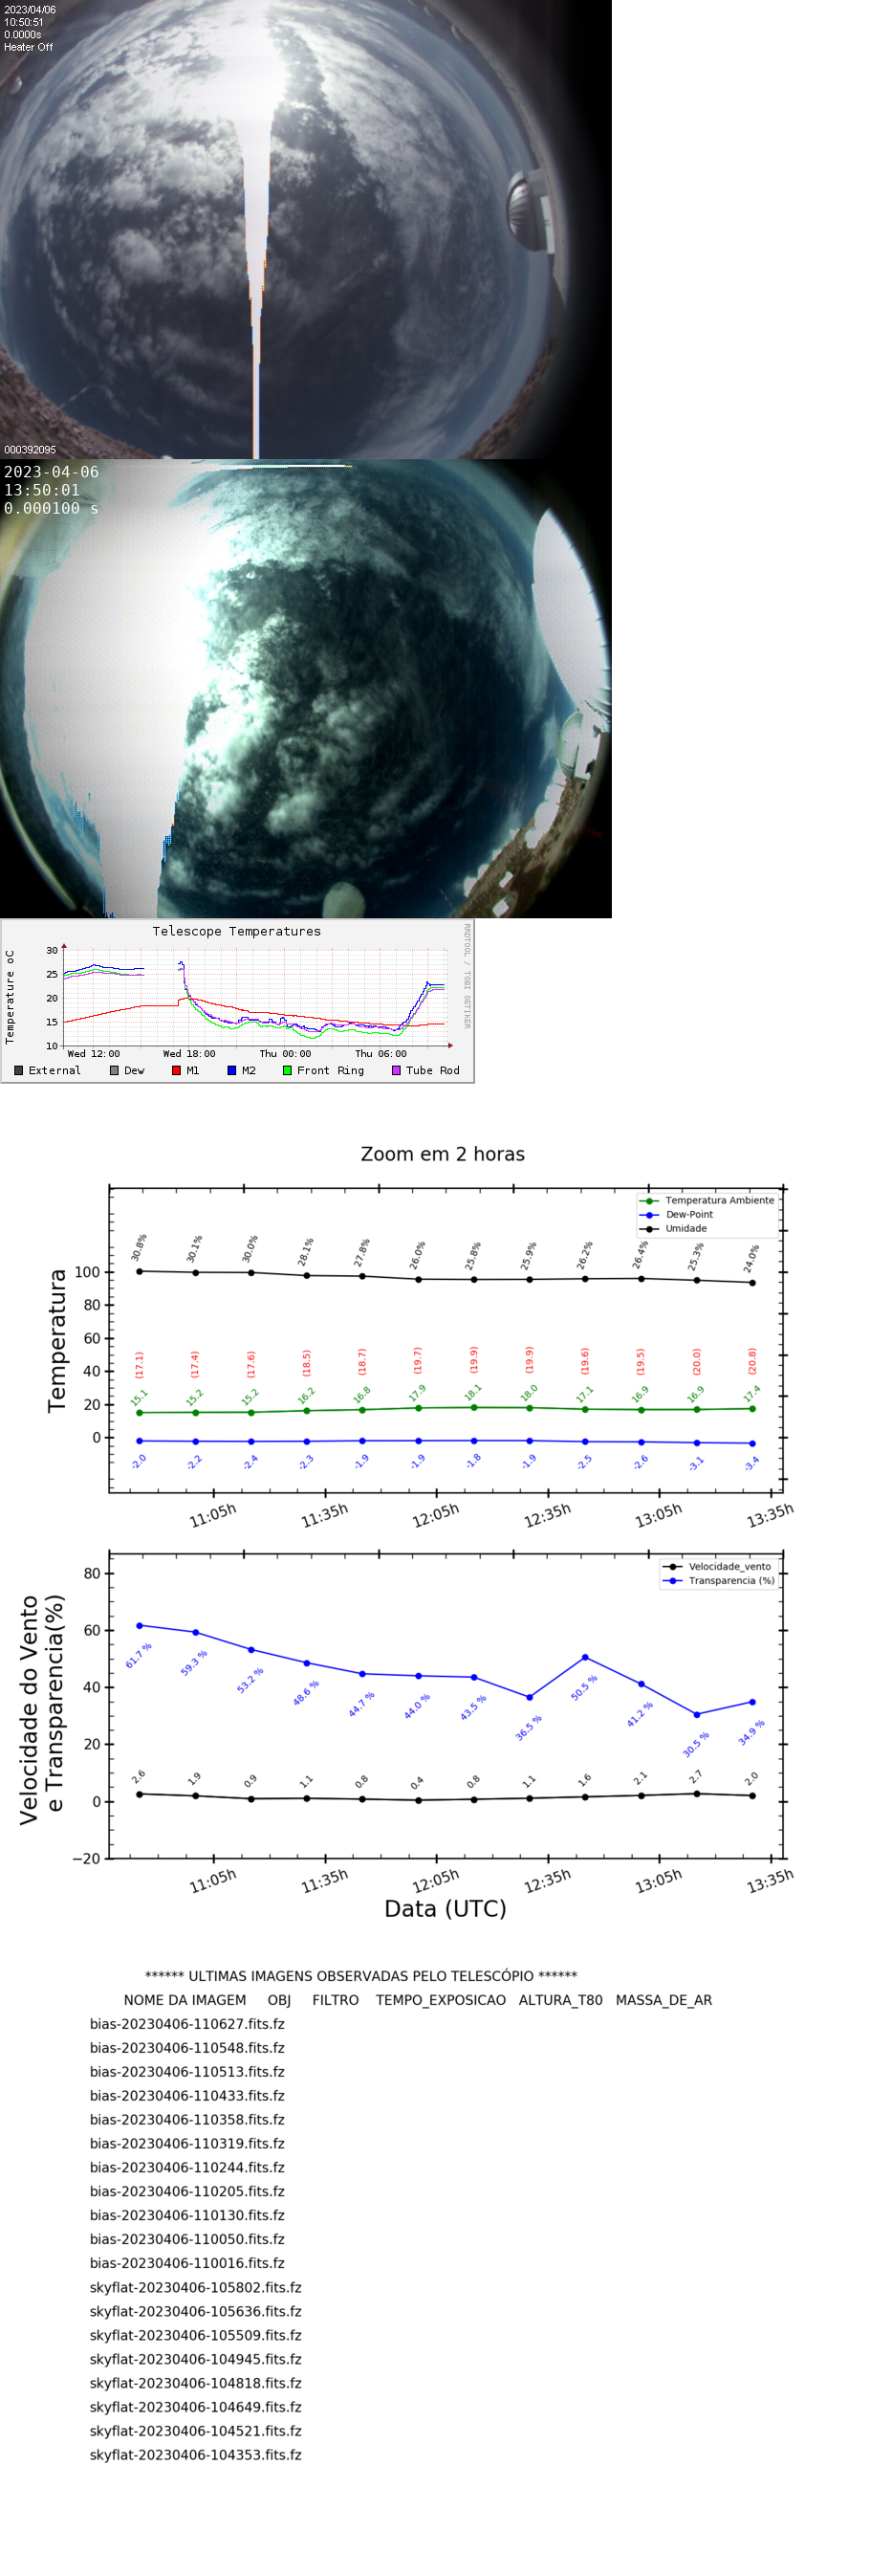 2023/04/06
10:50:51
0.0000s
Heater Off
000392095
2023-04-06
13:50:01
0.000100 s
Telescope Temperatures
RRDTOOL / TOBI OETIKER
Temperature oC
30
25
20
15
10
Wed 12:00 Wed 18:00 Thu 00:00 Thu 06:00
External Dew M1 M2 Front Ring Tube Rod
Zoom em 2 horas
Temperatura Ambiente
Dew-Point
Umidade
Temperatura
100
80
60
40
20
0
30.8% 30.1% 30.0% 28.1% 27.8% 26.0% 25.8% 25.9% 26.2% 26.4% 25.3% 24.0%
(17.1) (17.4) (17.6) (18.5) (18.7) (19.7) (19.9) (19.9) (19.6) (19.5) (20.0) (20.8)
15.1 15.2 15.2 16.2 16.8 17.9 18.1 18.0 17.1 16.9 16.9 17.4
-2.0 -2.2 -2.4 -2.3 -1.9 -1.9 -1.8 -1.9 -2.5 -2.6 -3.1 -3.4
11:05h 11:35h 12:05h 12:35h 13:05h 13:35h
Velocidade_vento
Transparencia (%)
Velocidade do Vento
e Transparencia(%)
80
60
40
20
0
−20
61.7 % 59.3 % 53.2 % 48.6 % 44.7 % 44.0 % 43.5 % 36.5 % 50.5 % 41.2 % 30.5 % 34.9 %
2.6 1.9 0.9 1.1 0.8 0.4 0.8 1.1 1.6 2.1 2.7 2.0
11:05h 11:35h 12:05h 12:35h 13:05h 13:35h
Data (UTC)
****** ULTIMAS IMAGENS OBSERVADAS PELO TELESCÓPIO ******
NOME DA IMAGEM OBJ FILTRO TEMPO_EXPOSICAO ALTURA_T80 MASSA_DE_AR
bias-20230406-110627.fits.fz
bias-20230406-110548.fits.fz
bias-20230406-110513.fits.fz
bias-20230406-110433.fits.fz
bias-20230406-110358.fits.fz
bias-20230406-110319.fits.fz
bias-20230406-110244.fits.fz
bias-20230406-110205.fits.fz
bias-20230406-110130.fits.fz
bias-20230406-110050.fits.fz
bias-20230406-110016.fits.fz
skyflat-20230406-105802.fits.fz
skyflat-20230406-105636.fits.fz
skyflat-20230406-105509.fits.fz
skyflat-20230406-104945.fits.fz
skyflat-20230406-104818.fits.fz
skyflat-20230406-104649.fits.fz
skyflat-20230406-104521.fits.fz
skyflat-20230406-104353.fits.fz